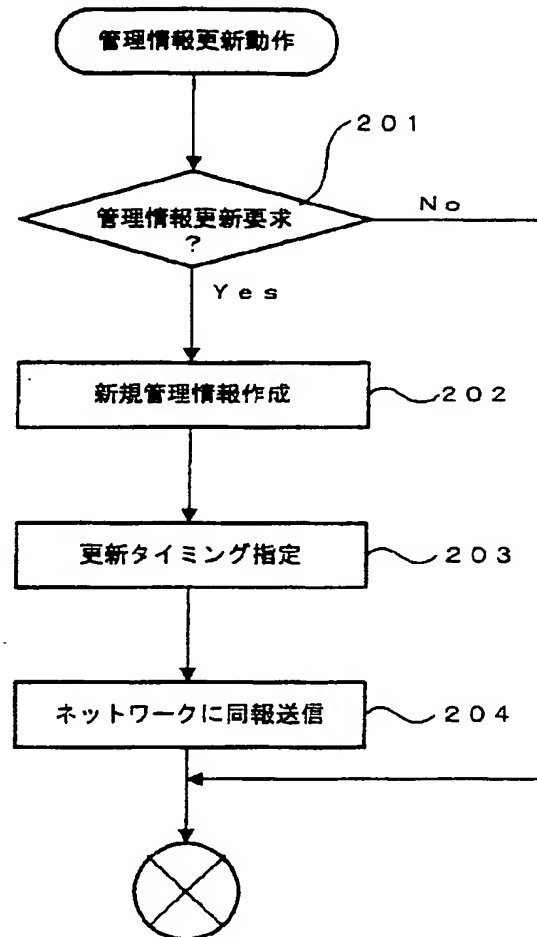 管理情報更新動作
201
管理情報更新要求
?
No
Yes
新規管理情報作成
202
更新タイミング指定
203
ネットワークに同報送信
204